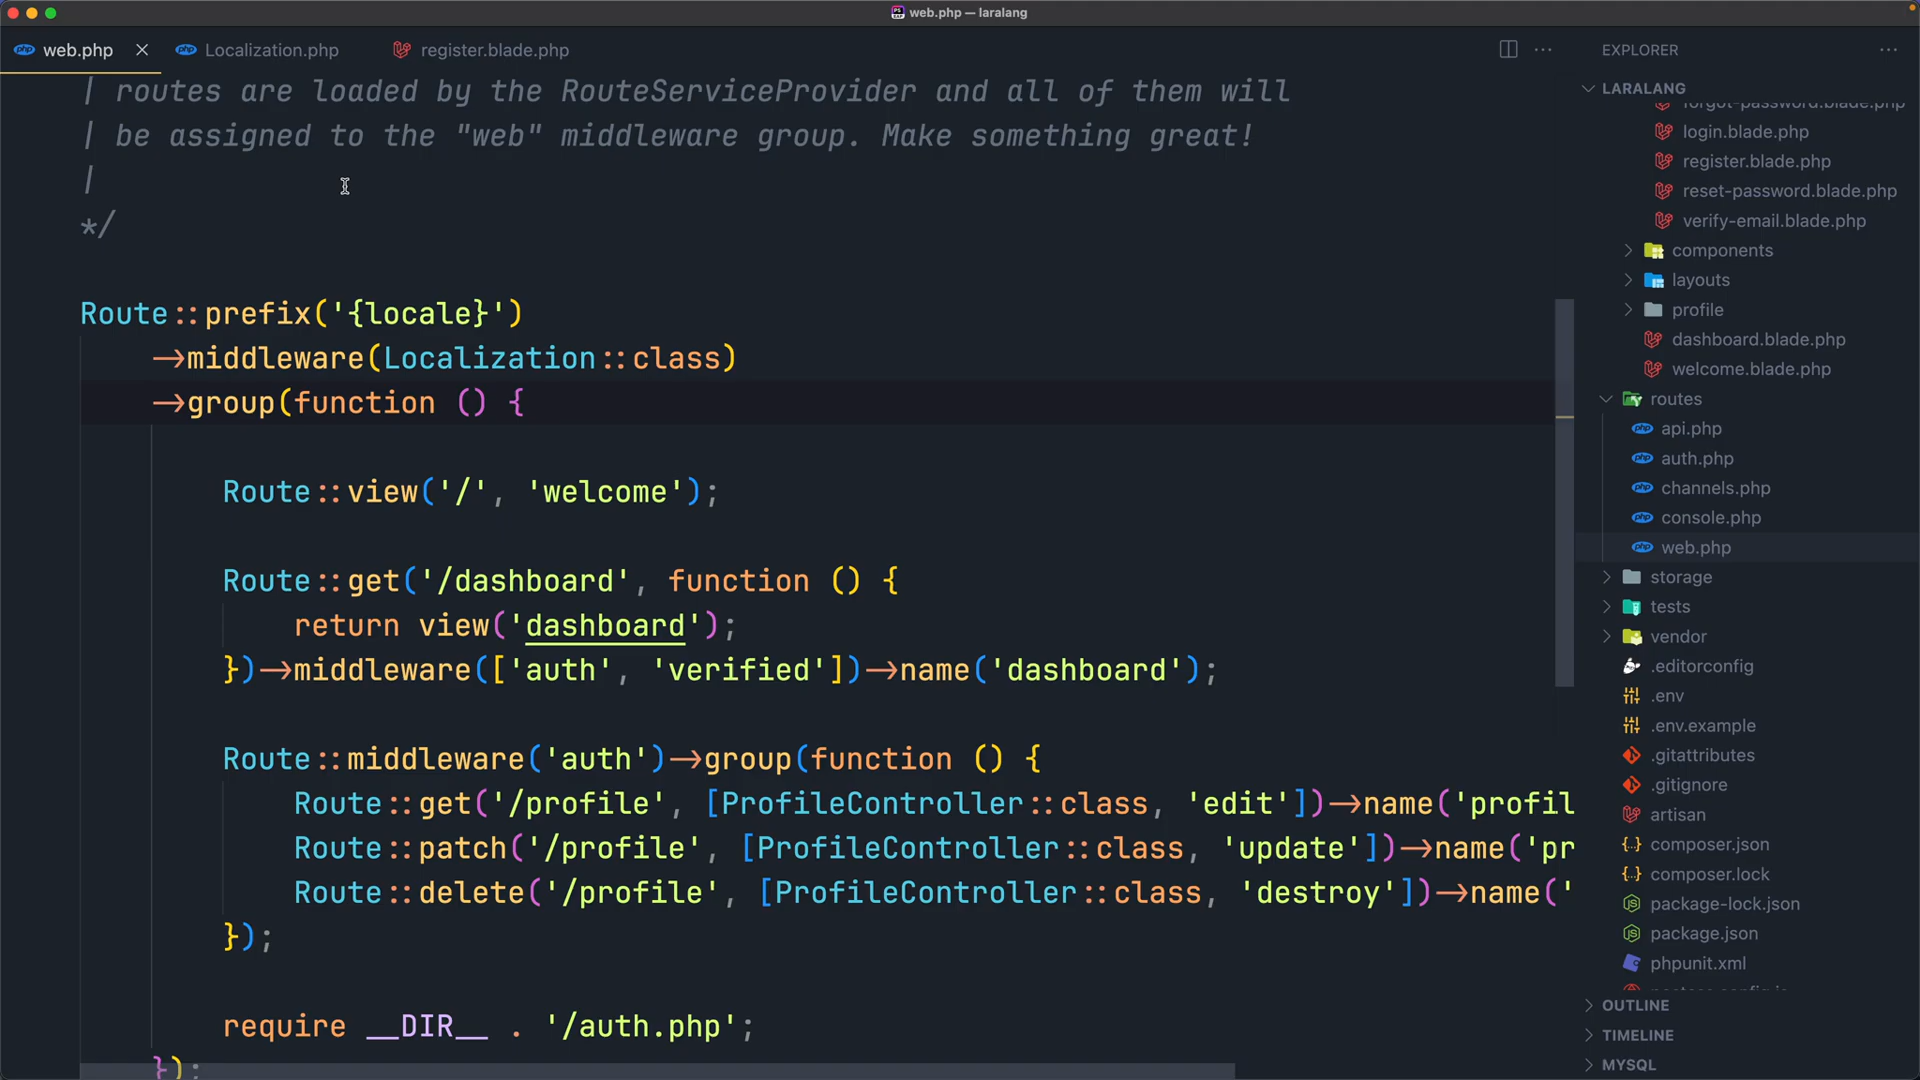 web.php — laralang
web.php
Localization.php
register.blade.php
| routes are loaded by the RouteServiceProvider and all of them will
| be assigned to the "web" middleware group. Make something great!
|
*/
Route::prefix('{locale}')
->middleware(Localization::class)
->group(function () {
Route::view('/', 'welcome');
Route::get('/dashboard', function () {
return view('dashboard');
})->middleware(['auth', 'verified'])->name('dashboard');
Route::middleware('auth')->group(function () {
Route::get('/profile', [ProfileController::class, 'edit'])->name('profil
Route::patch('/profile', [ProfileController::class, 'update'])->name('pr
Route::delete('/profile', [ProfileController::class, 'destroy'])->name('
});
require __DIR__ . '/auth.php';
});
EXPLORER
LARALANG
forgot-password.blade.php
login.blade.php
register.blade.php
reset-password.blade.php
verify-email.blade.php
components
layouts
profile
dashboard.blade.php
welcome.blade.php
routes
api.php
auth.php
channels.php
console.php
web.php
storage
tests
vendor
.editorconfig
.env
.env.example
.gitattributes
.gitignore
artisan
composer.json
composer.lock
package-lock.json
package.json
phpunit.xml
OUTLINE
TIMELINE
MYSQL